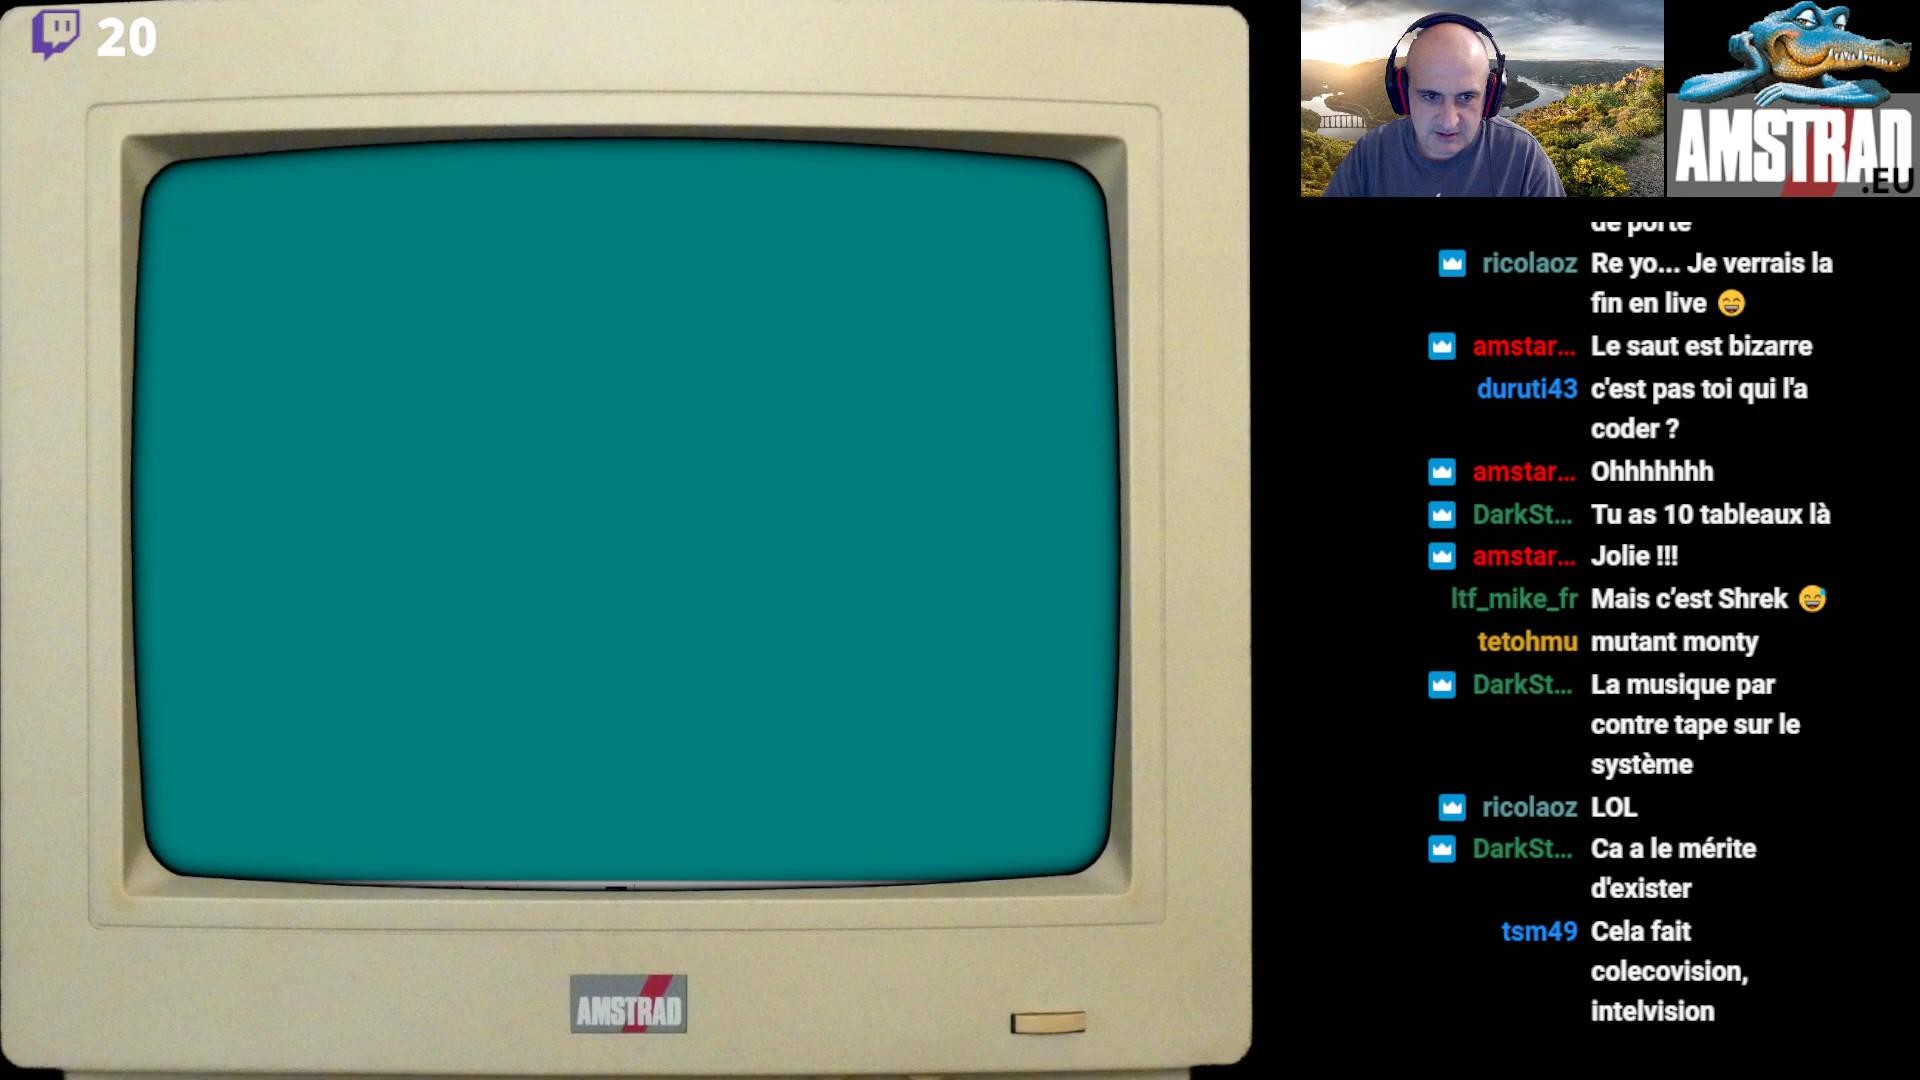 20
AMSTRAD
.EU
de porte
ricolaoz Re yo... Je verrais la
fin en live
amstar... Le saut est bizarre
duruti43 c'est pas toi qui l'a
coder ?
amstar... Ohhhhhhh
DarkSt... Tu as 10 tableaux là
amstar... Jolie !!!
ltf_mike_fr Mais c'est Shrek
tetohmu mutant monty
DarkSt... La musique par
contre tape sur le
système
ricolaoz LOL
DarkSt... Ca a le mérite
d'exister
tsm49 Cela fait
colecovision,
intelvision
AMSTRAD